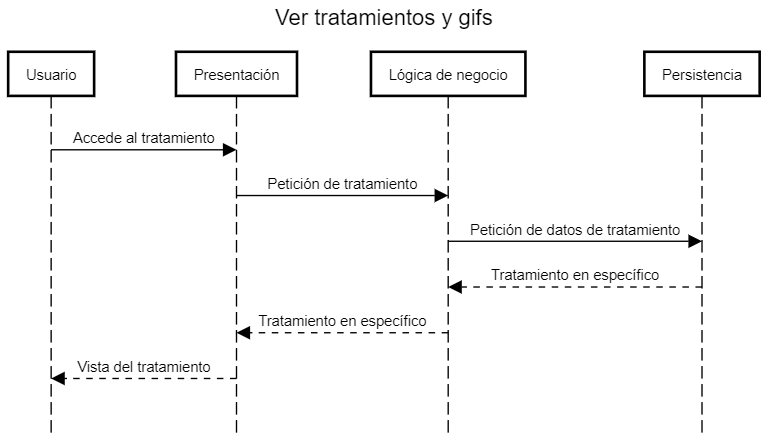 Ver tratamientos y gifs
Usuario
Presentación
Lógica de negocio
Persistencia
Accede al tratamiento
Petición de tratamiento
Petición de datos de tratamiento
Tratamiento en específico
Tratamiento en específico
Vista del tratamiento